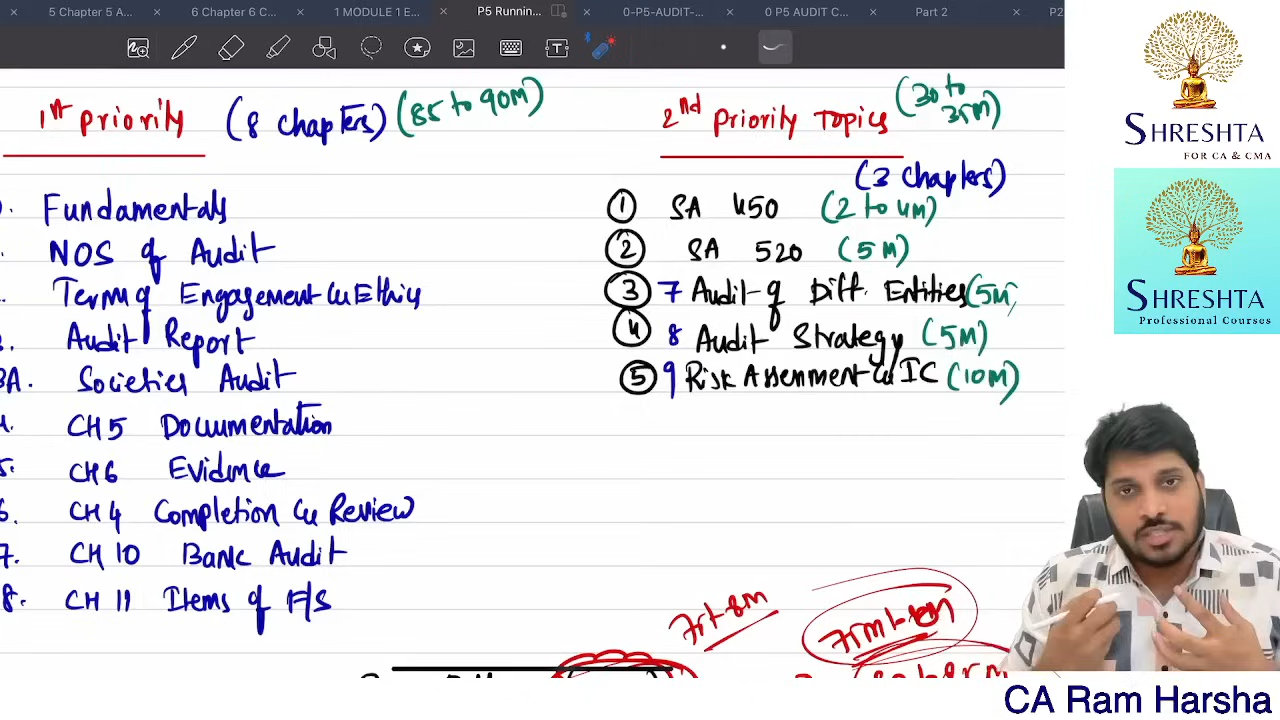 5 Chapter 5 A...
6 Chapter 6 C...
1 MODULE 1 E...
P5 Runnin...
0-P5-AUDIT-...
0 P5 AUDIT C...
Part 2
P2
1st Priority (8 chapters) (85 to 90M)
Fundamentals
NOS of Audit
Terms of Engagement & Ethics
Audit Report
3A. Societies Audit
CH 5 Documentation
CH 6 Evidence
6. CH 4 Completion & Review
7. CH 10 Bank Audit
8. CH 11 Items of F/S
2nd Priority Topics (30 to 35M)
(3 chapters)
1 SA 450 (2 to 4M)
2 SA 520 (5M)
3 7 Audit of Diff. Entities (5M)
4 8 Audit Strategy (5M)
5 9 Risk Assessment & IC (10M)
SHRESHTA
FOR CA & CMA
SHRESHTA
Professional Courses
CA Ram Harsha